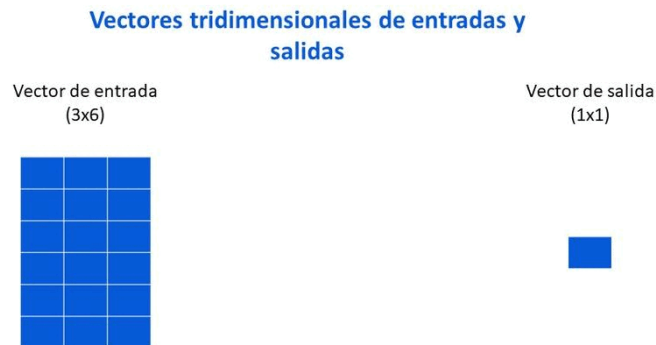 Vectores tridimensionales de entradas y
salidas
Vector de entrada
(3x6)
Vector de salida
(1x1)